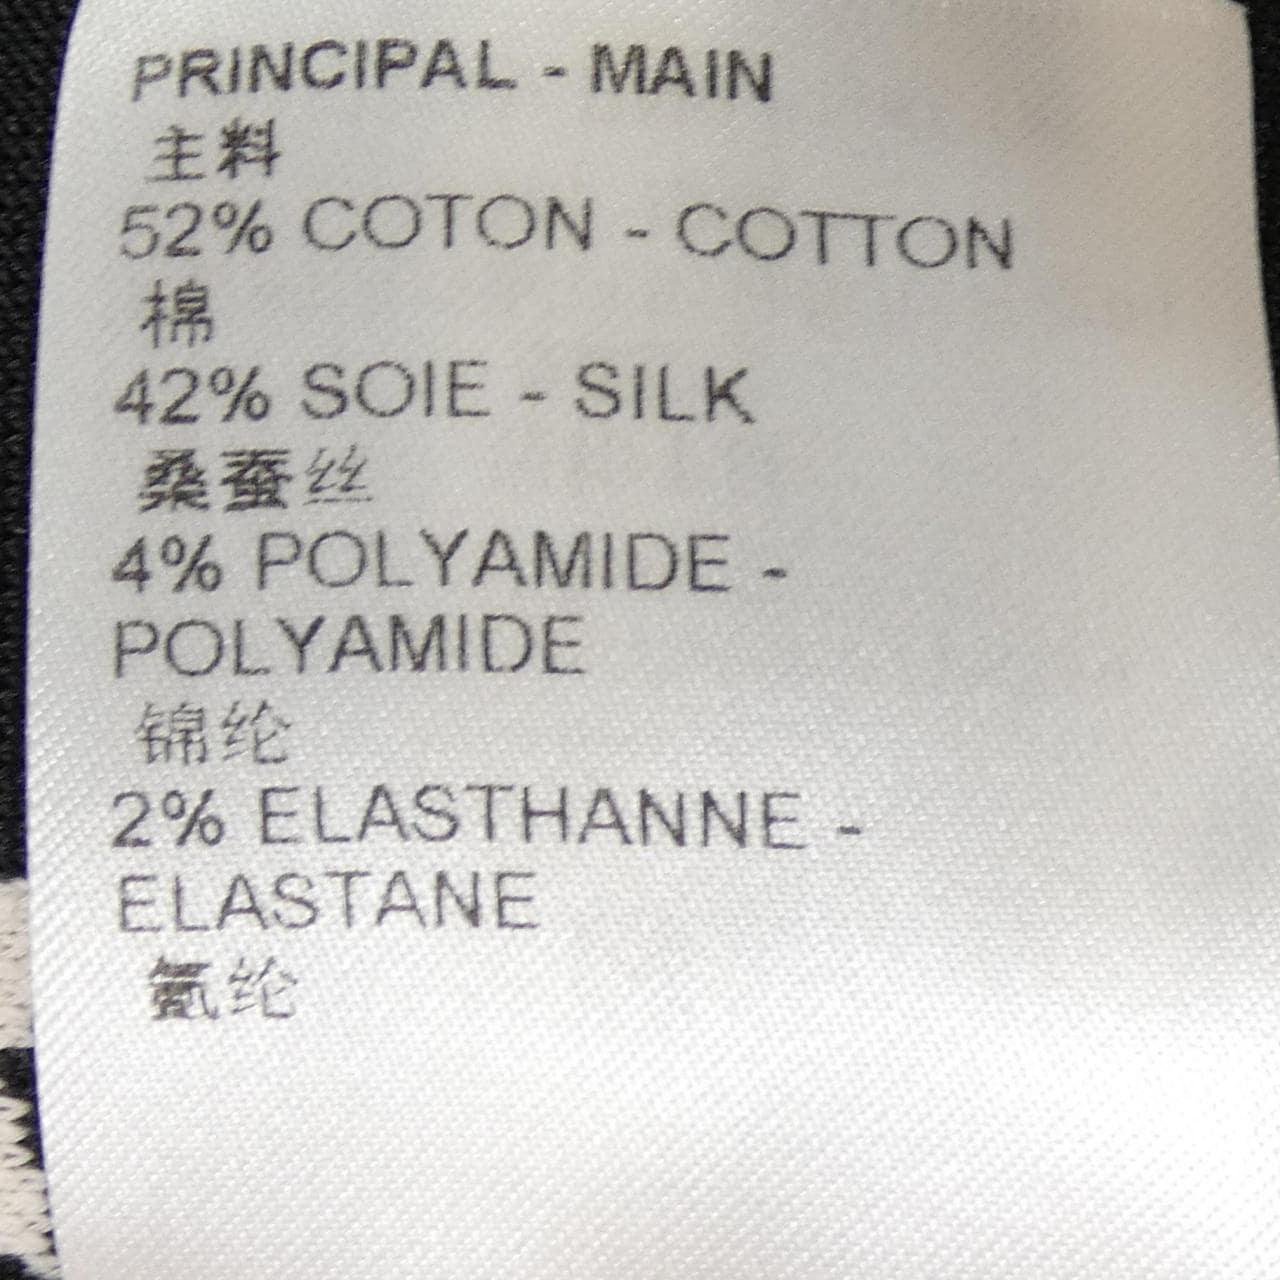 PRINCIPAL - MAIN
主料
52% COTON - COTTON
棉
42% SOIE - SILK
桑蚕丝
4% POLYAMIDE -
POLYAMIDE
锦纶
2% ELASTHANNE -
ELASTANE
氨纶